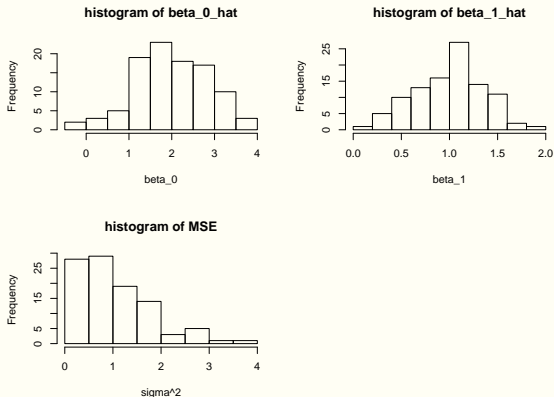 histogram of beta_0_hat
Frequency
0 5 10 20
0 1 2 3 4
beta_0
histogram of beta_1_hat
Frequency
0 5 15 25
0.0 0.5 1.0 1.5 2.0
beta_1
histogram of MSE
Frequency
0 5 15 25
0 1 2 3 4
sigma^2